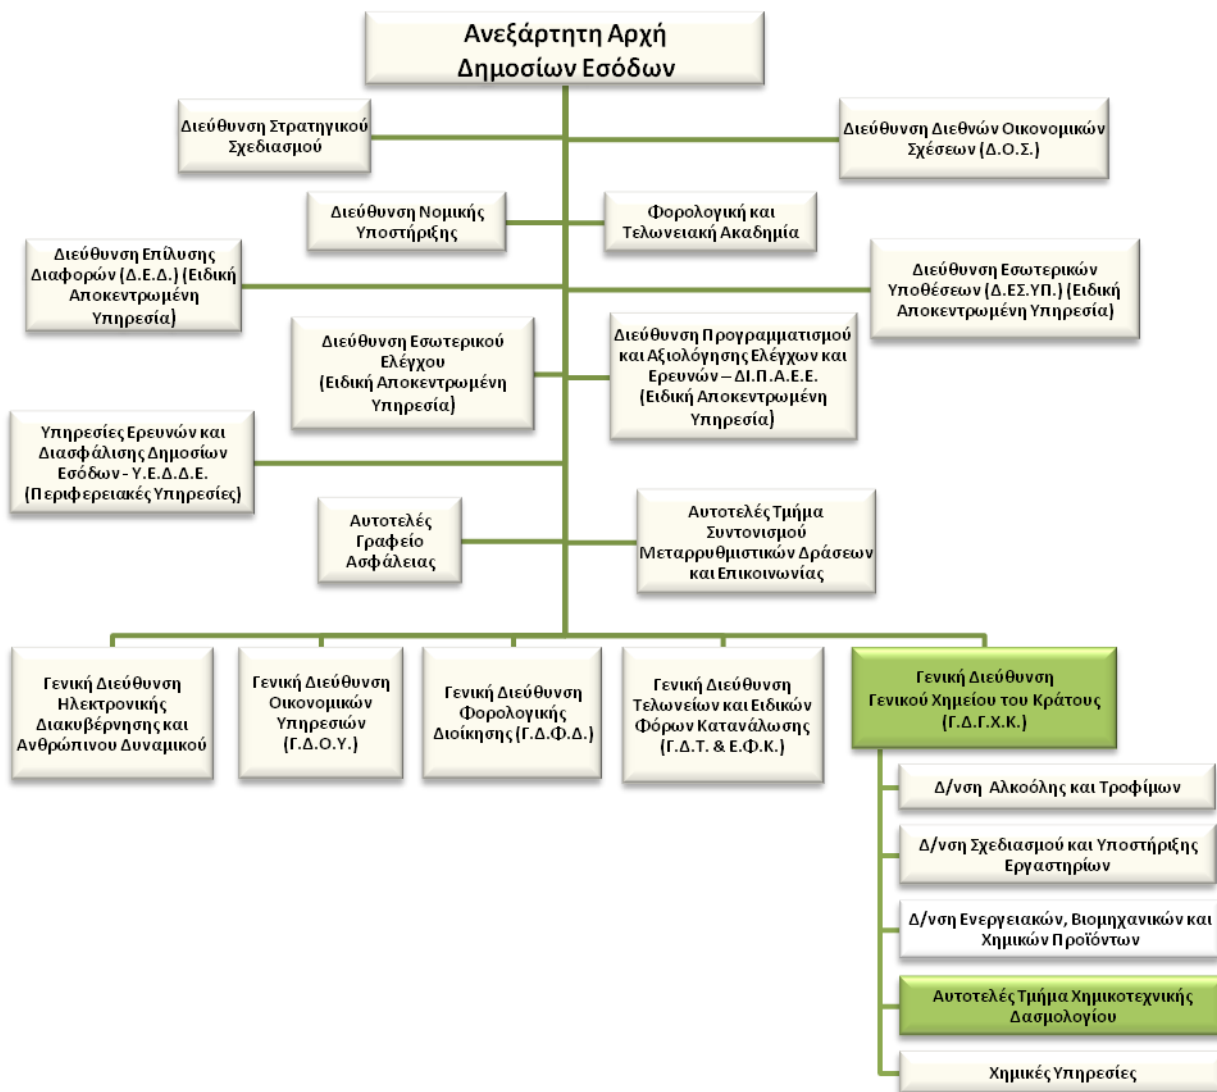 Ανεξάρτητη Αρχή
Δημοσίων Εσόδων
Διεύθυνση Στρατηγικού
Σχεδιασμού
Διεύθυνση Διεθνών Οικονομικών
Σχέσεων (Δ.Ο.Σ.)
Διεύθυνση Νομικής
Υποστήριξης
Φορολογική και
Τελωνειακή Ακαδημία
Διεύθυνση Επίλυσης
Διαφορών (Δ.Ε.Δ.) (Ειδική
Αποκεντρωμένη
Υπηρεσία)
Διεύθυνση Εσωτερικών
Υποθέσεων (Δ.ΕΣ.ΥΠ.) (Ειδική
Αποκεντρωμένη Υπηρεσία)
Διεύθυνση Εσωτερικού
Ελέγχου
(Ειδική Αποκεντρωμένη
Υπηρεσία)
Διεύθυνση Προγραμματισμού
και Αξιολόγησης Ελέγχων και
Ερευνών – ΔΙ.Π.Α.Ε.Ε.
(Ειδική Αποκεντρωμένη
Υπηρεσία)
Υπηρεσίες Ερευνών και
Διασφάλισης Δημοσίων
Εσόδων - Υ.Ε.Δ.Δ.Ε.
(Περιφερειακές Υπηρεσίες)
Αυτοτελές
Γραφείο
Ασφάλειας
Αυτοτελές Τμήμα
Συντονισμού
Μεταρρυθμιστικών Δράσεων
και Επικοινωνίας
Γενική Διεύθυνση
Ηλεκτρονικής
Διακυβέρνησης και
Ανθρώπινου Δυναμικού
Γενική Διεύθυνση
Οικονομικών
Υπηρεσιών
(Γ.Δ.Ο.Υ.)
Γενική Διεύθυνση
Φορολογικής
Διοίκησης (Γ.Δ.Φ.Δ.)
Γενική Διεύθυνση
Τελωνείων και Ειδικών
Φόρων Κατανάλωσης
(Γ.Δ.Τ. & Ε.Φ.Κ.)
Γενική Διεύθυνση
Γενικού Χημείου του Κράτους
(Γ.Δ.Γ.Χ.Κ.)
Δ/νση Αλκοόλης και Τροφίμων
Δ/νση Σχεδιασμού και Υποστήριξης
Εργαστηρίων
Δ/νση Ενεργειακών, Βιομηχανικών και
Χημικών Προϊόντων
Αυτοτελές Τμήμα Χημικοτεχνικής
Δασμολογίου
Χημικές Υπηρεσίες